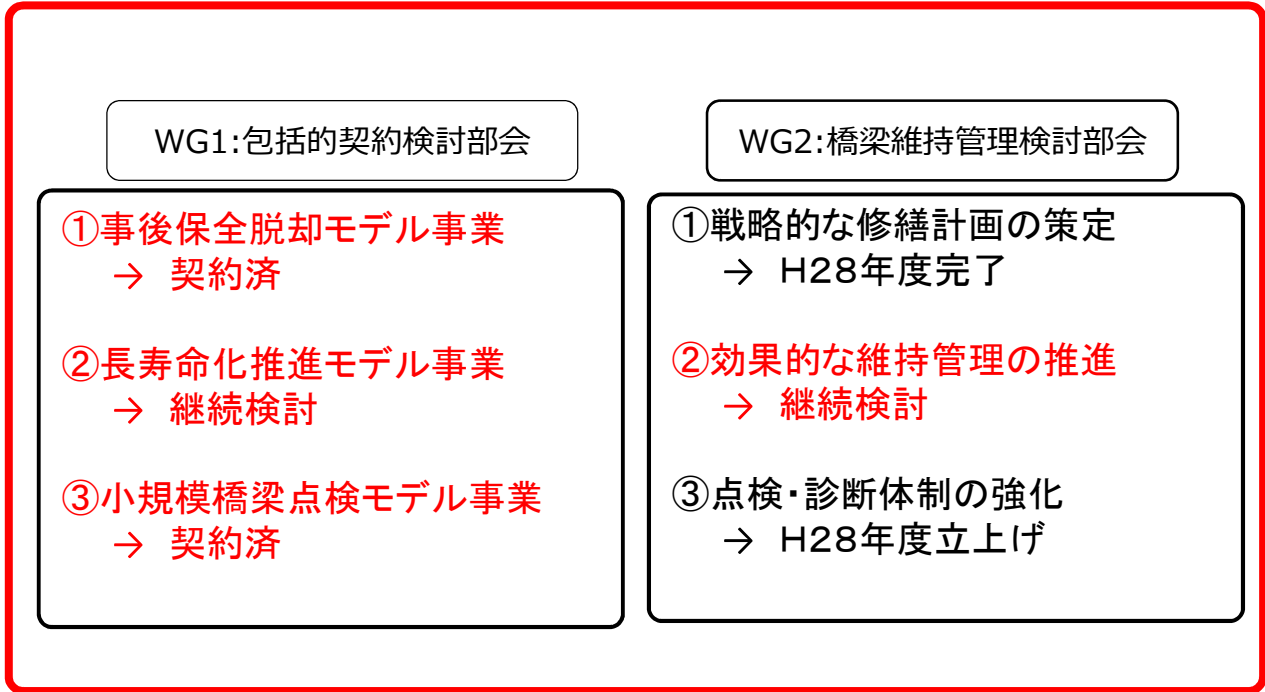 WG1:包括的契約検討部会
①事後保全脱却モデル事業
→ 契約済
②長寿命化推進モデル事業
→ 継続検討
③小規模橋梁点検モデル事業
→ 契約済
WG2:橋梁維持管理検討部会
①戦略的な修繕計画の策定
→ H28年度完了
②効果的な維持管理の推進
→ 継続検討
③点検・診断体制の強化
→ H28年度立上げ